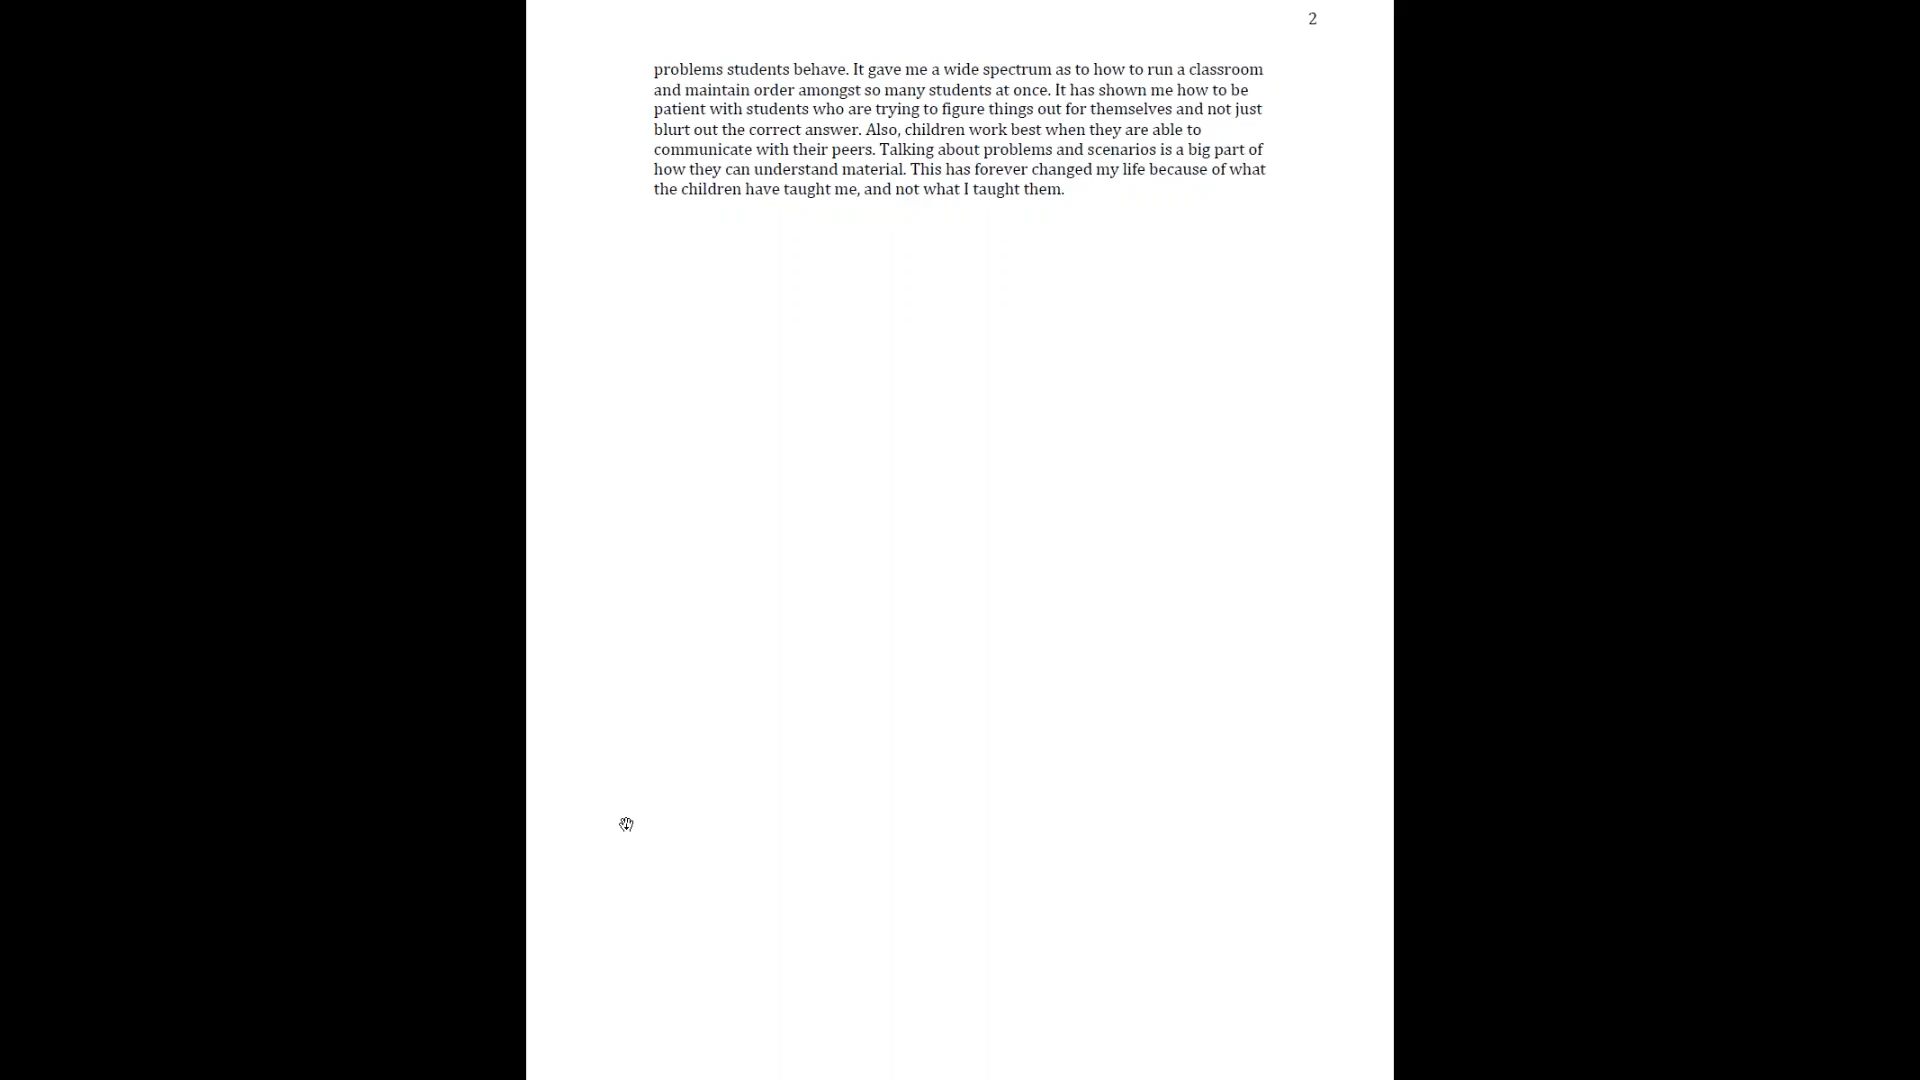 2
problems students behave. It gave me a wide spectrum as to how to run a classroom
and maintain order amongst so many students at once. It has shown me how to be
patient with students who are trying to figure things out for themselves and not just
blurt out the correct answer. Also, children work best when they are able to
communicate with their peers. Talking about problems and scenarios is a big part of
how they can understand material. This has forever changed my life because of what
the children have taught me, and not what I taught them.